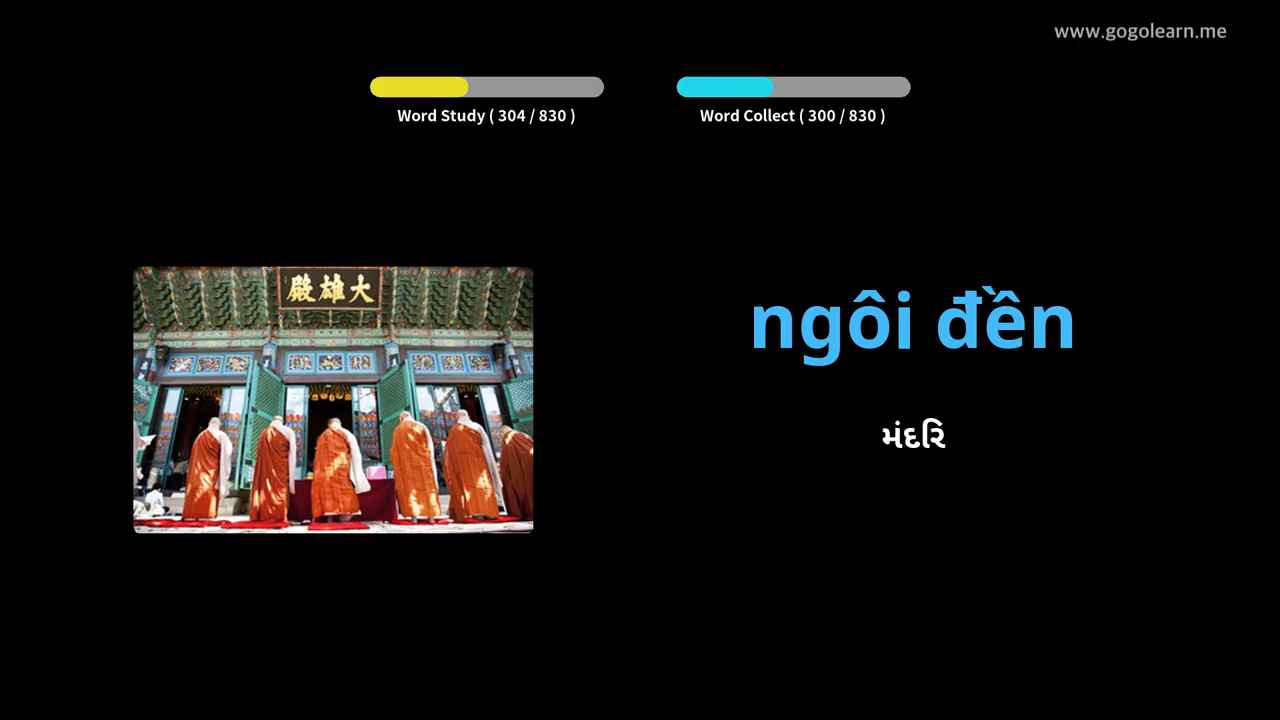 www.gogolearn.me
Word Study ( 304 / 830 )
Word Collect ( 300 / 830 )
殿雄大
ngôi đền
મંદિર